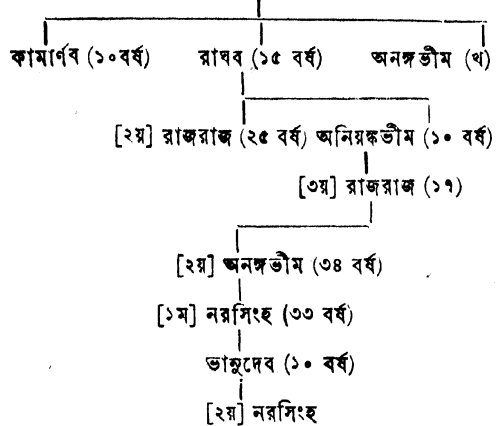 কামার্ণব (১০বর্ষ) রাঘব (১৫ বর্ষ) অনঙ্গভীম (থ)
[২য়] রাজরাজ (২৫ বর্ষ) অনিয়ঙ্কভীম (১০ বর্ষ)
[৩য়] রাজরাজ (১৭)
[২য়] অনঙ্গভীম (৩৪ বর্ষ)
[১ম] নরসিংহ (৩৩ বর্ষ)
ভানুদেব (১০ বর্ষ)
[২য়] নরসিংহ